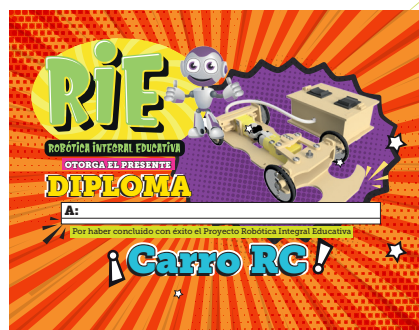 RiE
ROBÓTICA INTEGRAL EDUCATIVA
OTORGA EL PRESENTE
DIPLOMA
A:
Por haber concluido con éxito el Proyecto Robótica Integral Educativa
¡Carro RC!